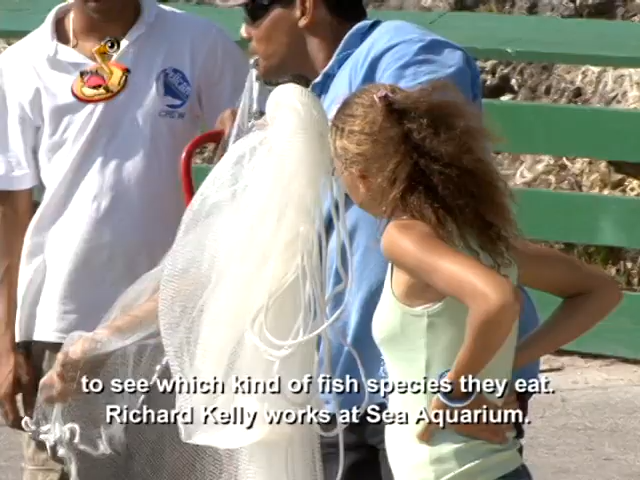 CREW
to see which kind of fish species they eat.
Richard Kelly works at Sea Aquarium.